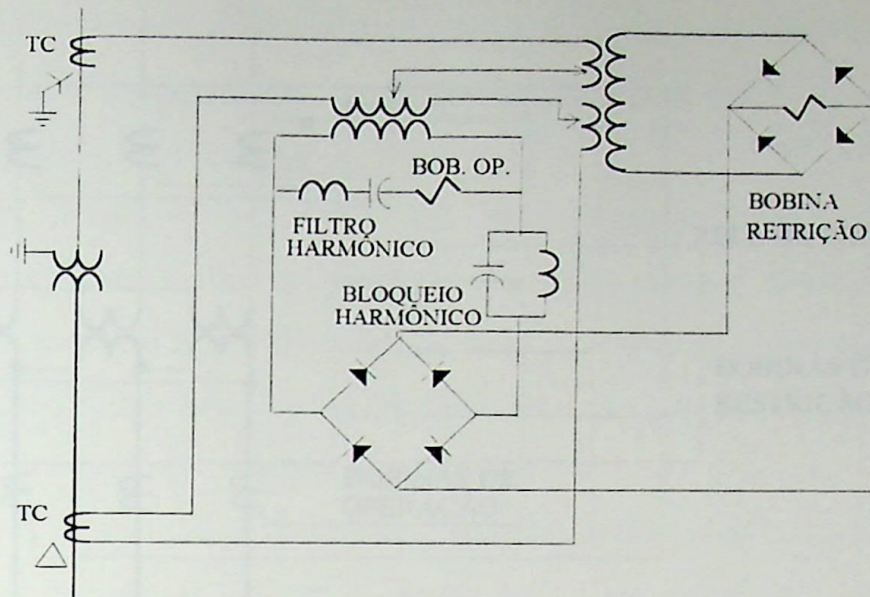 TC
BOB. OP.
FILTRO
HARMÔNICO
BOBINA
RETRIÇÃO
BLOQUEIO
HARMÔNICO
TC